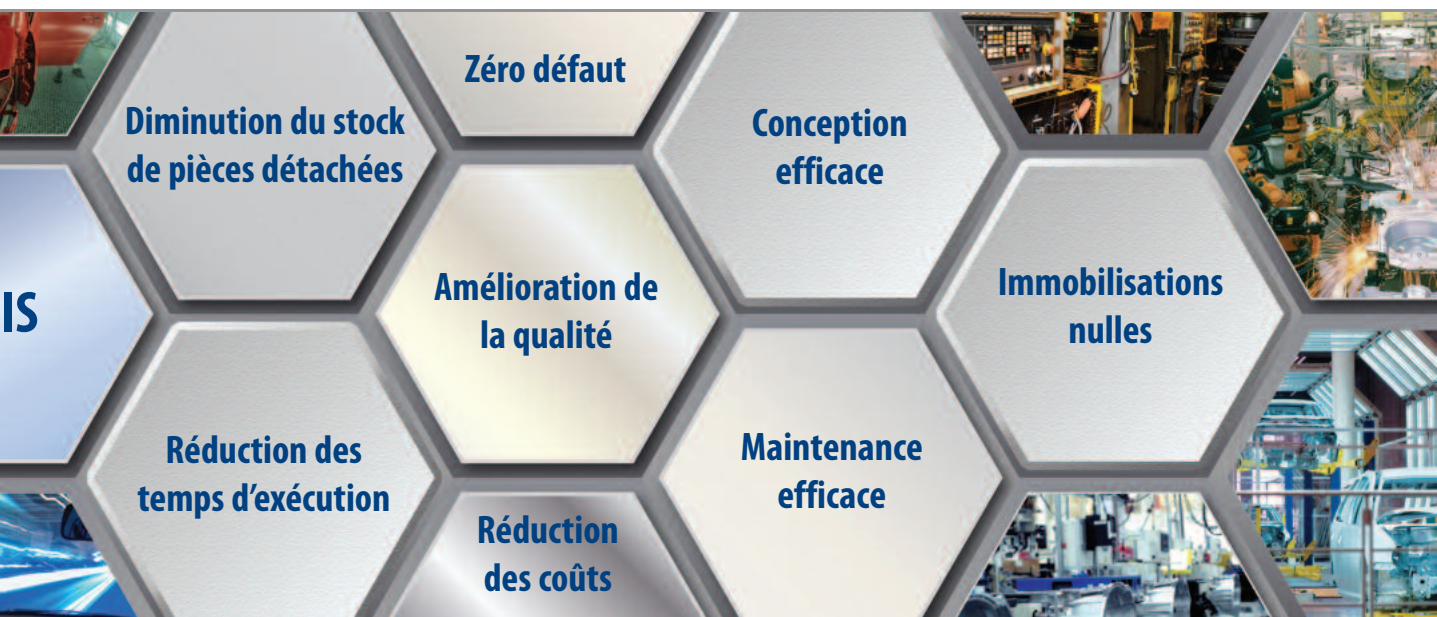 Zéro défaut
Diminution du stock
de pièces détachées
Conception
efficace
IS
Amélioration de
la qualité
Immobilisations
nulles
Réduction des
temps d'exécution
Maintenance
efficace
Réduction
des coûts